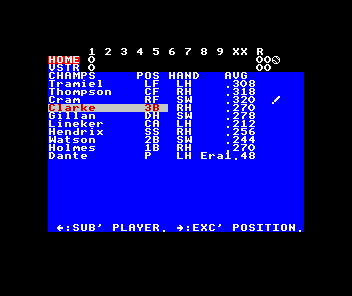 1 2 3 4 5 6 7 8 9 XX R
HOME 0 00
VSTR 0 00
CHAMPS POS HAND AVG
Tramiel LF LH .308
Thompson CF RH .318
Cram RF SW .320
Clarke 3B RH .270
Gillan DH SW .278
Lineker CA LH .212
Hendrix SS RH .256
Watson 2B SW .244
Holmes 1B RH .270
Dante P LH Era1.48
←:SUB' PLAYER. →:EXC' POSITION.